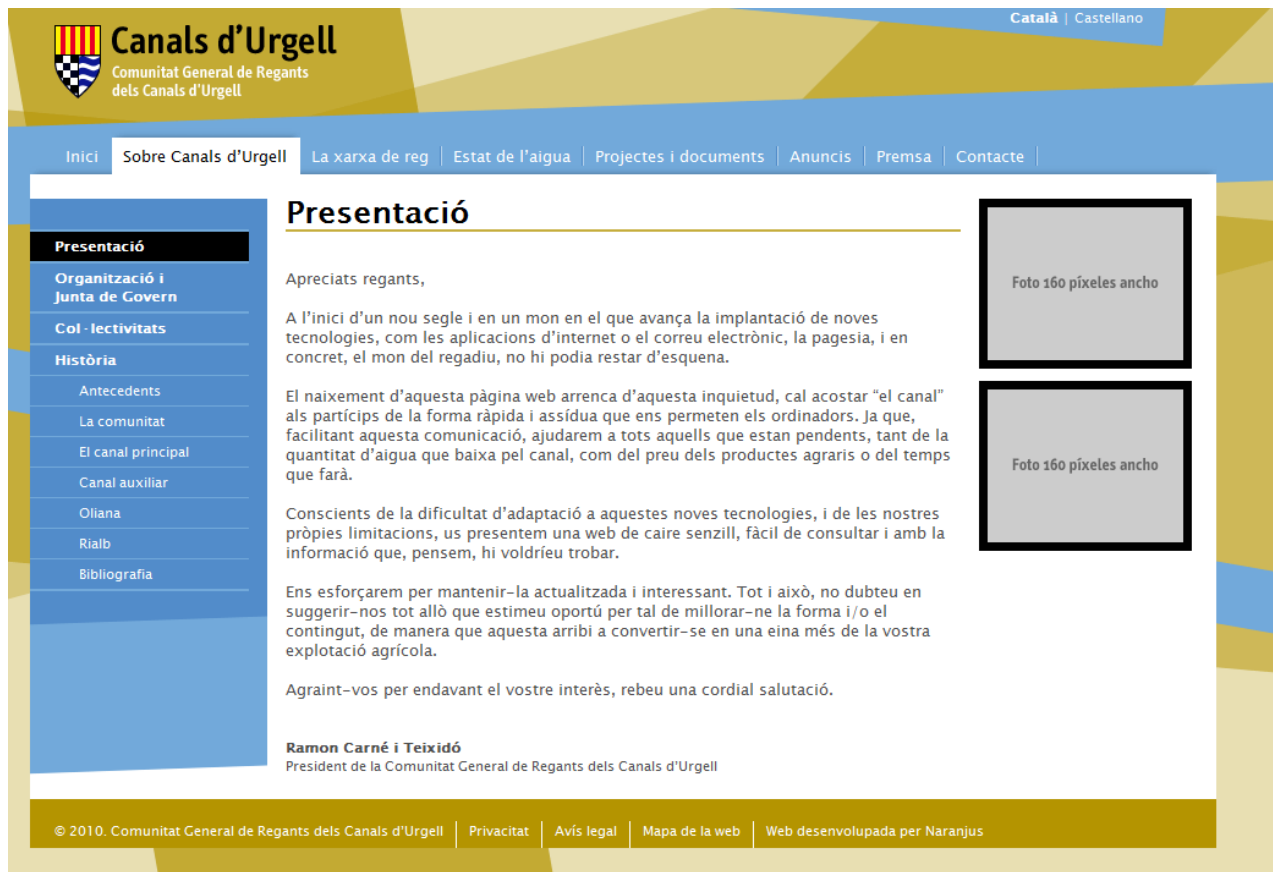 Canals d’Urgell
Comunitat General de Regants
dels Canals d’Urgell
Català | Castellano
Inici
Sobre Canals d’Urgell
La xarxa de reg
Estat de l’aigua
Projectes i documents
Anuncis
Premsa
Contacte
Presentació
Organització i
Junta de Govern
Col·lectivitats
Història
Antecedents
La comunitat
El canal principal
Canal auxiliar
Oliana
Rialb
Bibliografia
Presentació
Apreciats regants,
A l’inici d’un nou segle i en un mon en el que avança la implantació de noves
tecnologies, com les aplicacions d’internet o el correu electrònic, la pagesia, i en
concret, el mon del regadiu, no hi podia restar d’esquena.
El naixement d’aquesta pàgina web arrenca d’aquesta inquietud, cal acostar “el canal”
als partícips de la forma ràpida i assídua que ens permeten els ordinadors. Ja que,
facilitant aquesta comunicació, ajudarem a tots aquells que estan pendents, tant de la
quantitat d’aigua que baixa pel canal, com del preu dels productes agraris o del temps
que farà.
Conscients de la dificultat d’adaptació a aquestes noves tecnologies, i de les nostres
pròpies limitacions, us presentem una web de caire senzill, fàcil de consultar i amb la
informació que, pensem, hi voldríeu trobar.
Ens esforçarem per mantenir-la actualitzada i interessant. Tot i això, no dubteu en
suggerir-nos tot allò que estimeu oportú per tal de millorar-ne la forma i/o el
contingut, de manera que aquesta arribi a convertir-se en una eina més de la vostra
explotació agrícola.
Agraint-vos per endavant el vostre interès, rebeu una cordial salutació.
Ramon Carné i Teixidó
President de la Comunitat General de Regants dels Canals d’Urgell
Foto 160 píxeles ancho
Foto 160 píxeles ancho
© 2010. Comunitat General de Regants dels Canals d'Urgell
Privacitat
Avís legal
Mapa de la web
Web desenvolupada per Naranjus